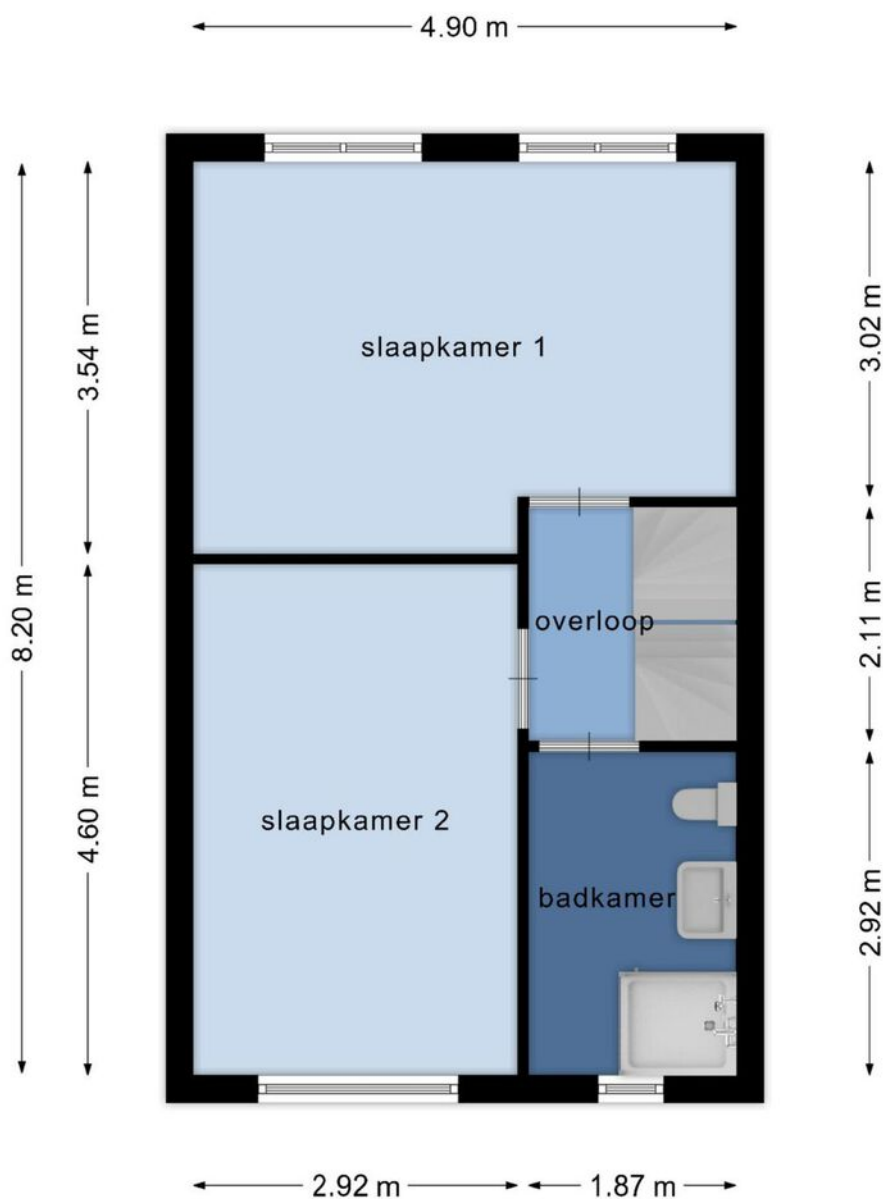 4.90 m
3.54 m
3.02 m
slaapkamer 1
8.20 m
overloop
2.11 m
4.60 m
slaapkamer 2
badkamer
2.92 m
2.92 m
1.87 m